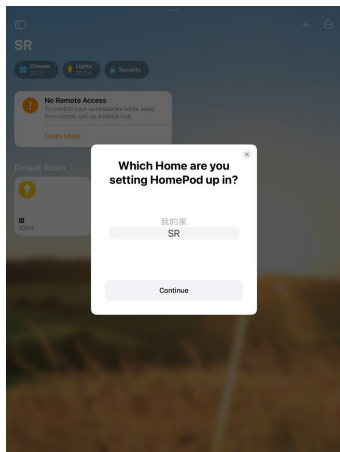 SR
Climate
Lights
Security
No Remote Access
To control your accessories while away
from home, set up a Home Hub.
Learn More
Default Room
100%
Which Home are you
setting HomePod up in?
我的家
SR
Continue